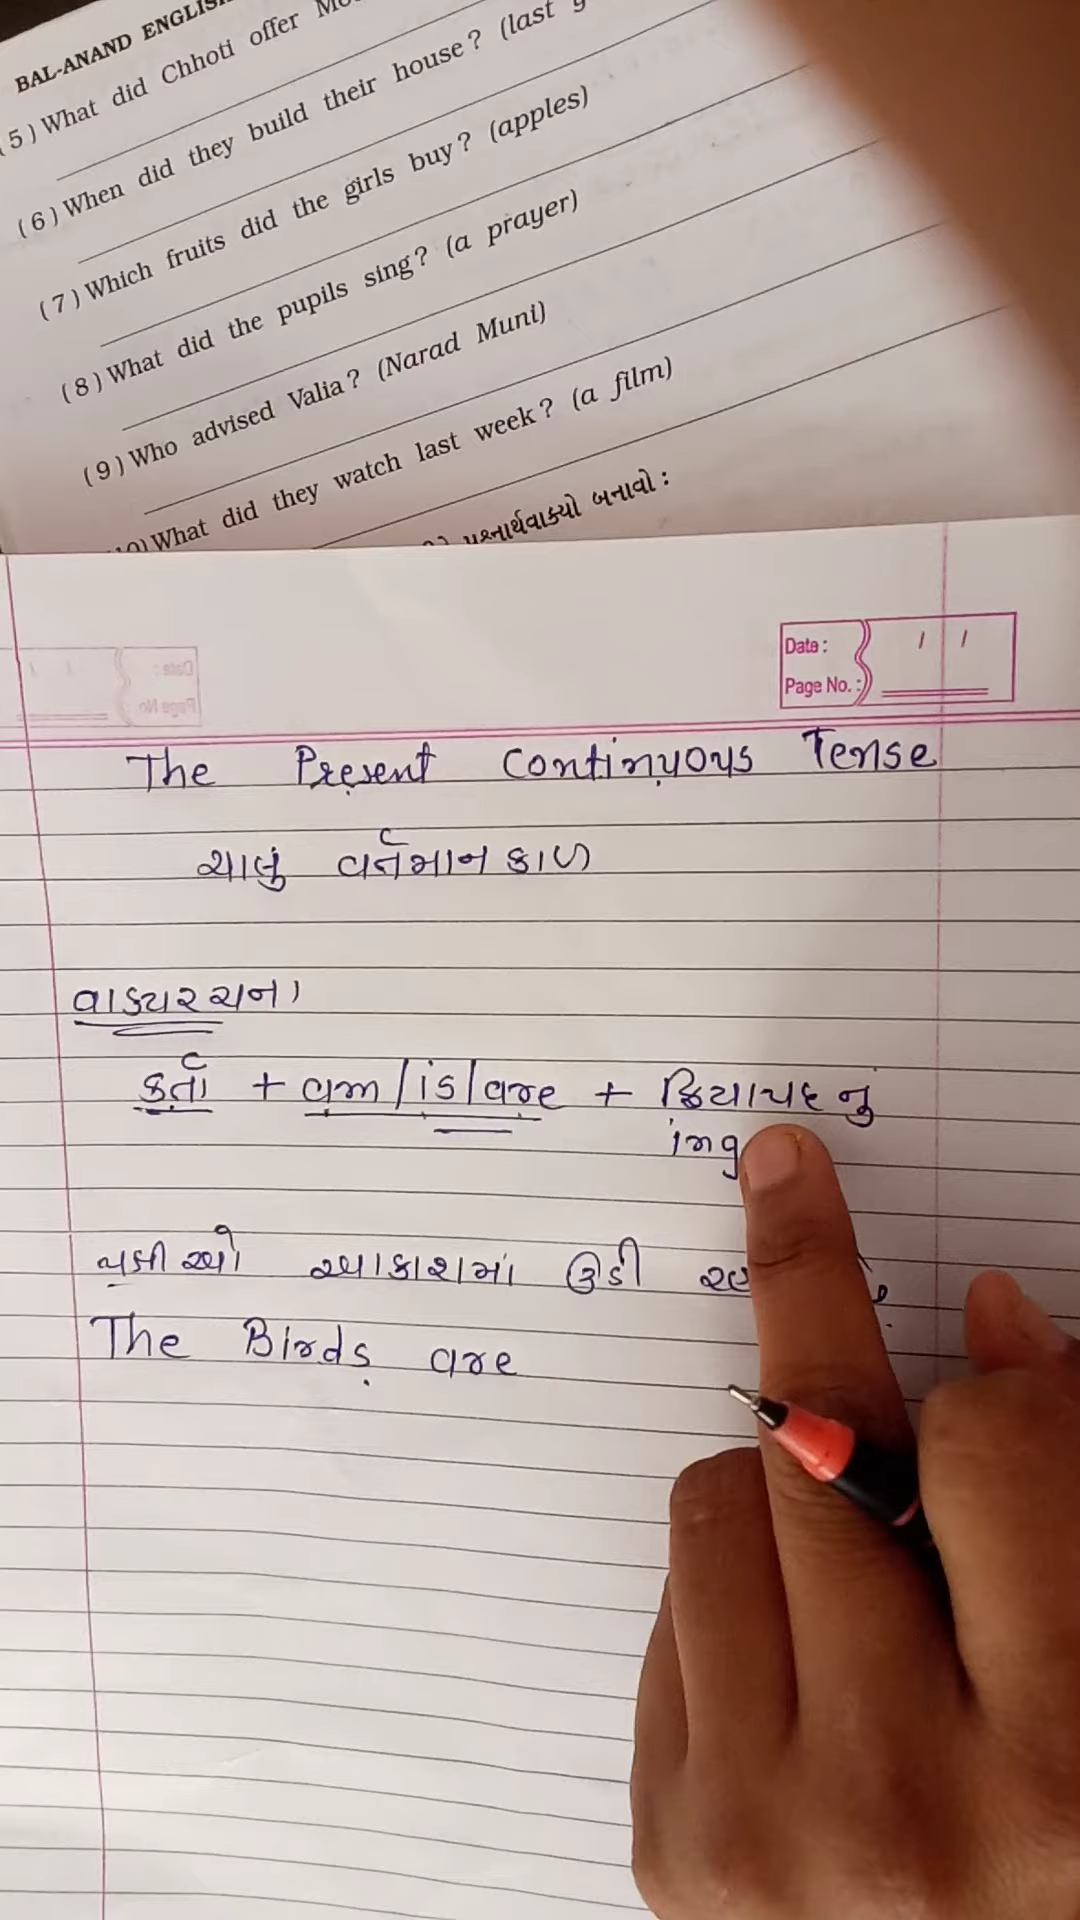 BAL-ANAND ENGLISH
5) What did Chhoti offer
(6) When did they build their house? (last
(7) Which fruits did the girls buy? (apples)
(8) What did the pupils sing? (a prayer)
(9) Who advised Valia? (Narad Muni)
What did they watch last week? (a film)
પ્રશ્નાર્થવાક્યો બનાવો :
Date : / /
Page No. :
The Present Continuous Tense
ચાલુ વર્તમાન કાળ
વાક્યરચના
કર્તા + am / is / are + ક્રિયાપદનું
ing
પક્ષીઓ આકાશમાં ઊડી
The Birds are